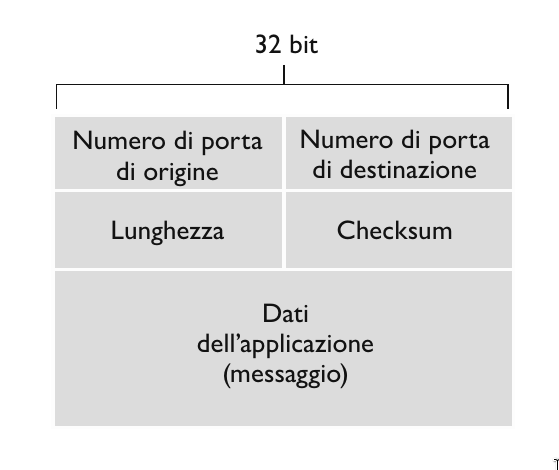 32 bit
Numero di porta
di origine
Numero di porta
di destinazione
Lunghezza
Checksum
Dati
dell’applicazione
(messaggio)